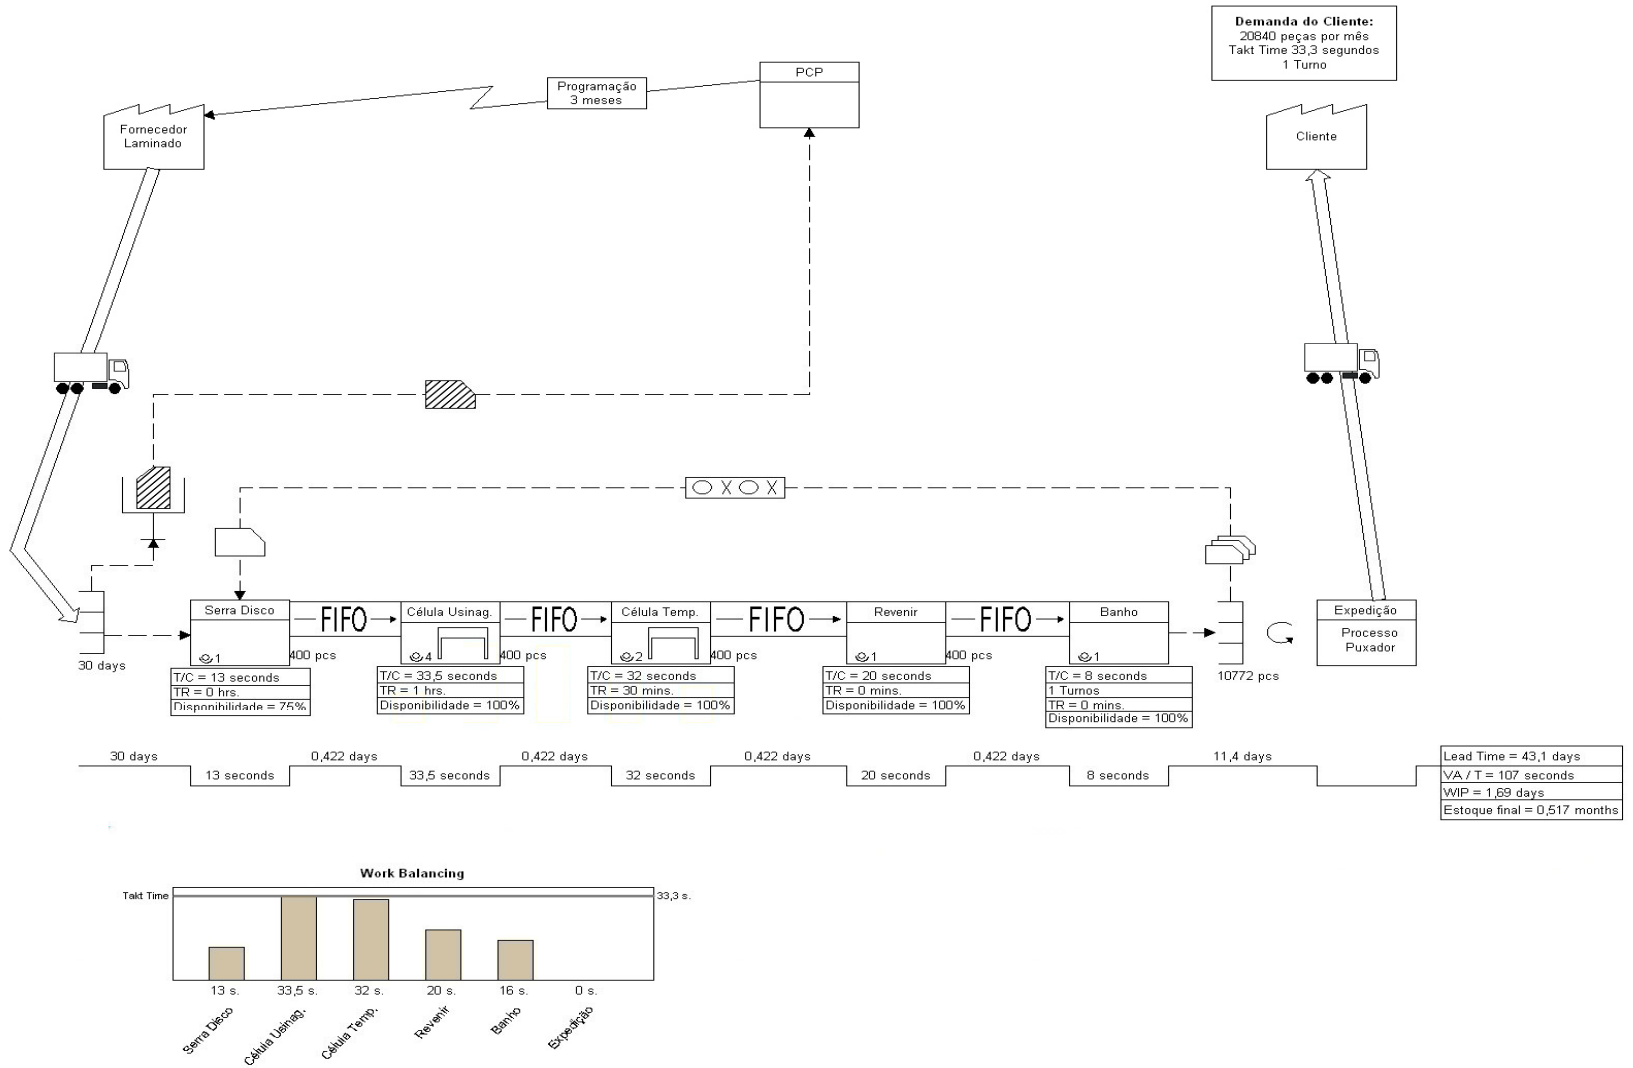 Demanda do Cliente:
20840 peças por mês
Takt Time 33,3 segundos
1 Turno
PCP
Programação
3 meses
Fornecedor
Laminado
Cliente
O X O X
Serra Disco
1
FIFO
Célula Usinag.
4
FIFO
Célula Temp.
2
FIFO
Revenir
1
FIFO
Banho
1
Expedição
Processo
Puxador
30 days
400 pcs
400 pcs
400 pcs
400 pcs
10772 pcs
T/C = 13 seconds
TR = 0 hrs.
Disponibilidade = 75%
T/C = 33,5 seconds
TR = 1 hrs.
Disponibilidade = 100%
T/C = 32 seconds
TR = 30 mins.
Disponibilidade = 100%
T/C = 20 seconds
TR = 0 mins.
Disponibilidade = 100%
T/C = 8 seconds
1 Turnos
TR = 0 mins.
Disponibilidade = 100%
30 days
13 seconds
0,422 days
33,5 seconds
0,422 days
32 seconds
0,422 days
20 seconds
0,422 days
8 seconds
11,4 days
Lead Time = 43,1 days
VA / T = 107 seconds
WIP = 1,69 days
Estoque final = 0,517 months
Work Balancing
Takt Time
33,3 s.
13 s.
33,5 s.
32 s.
20 s.
16 s.
0 s.
Serra Disco
Célula Usinag.
Célula Temp.
Revenir
Banho
Expedição